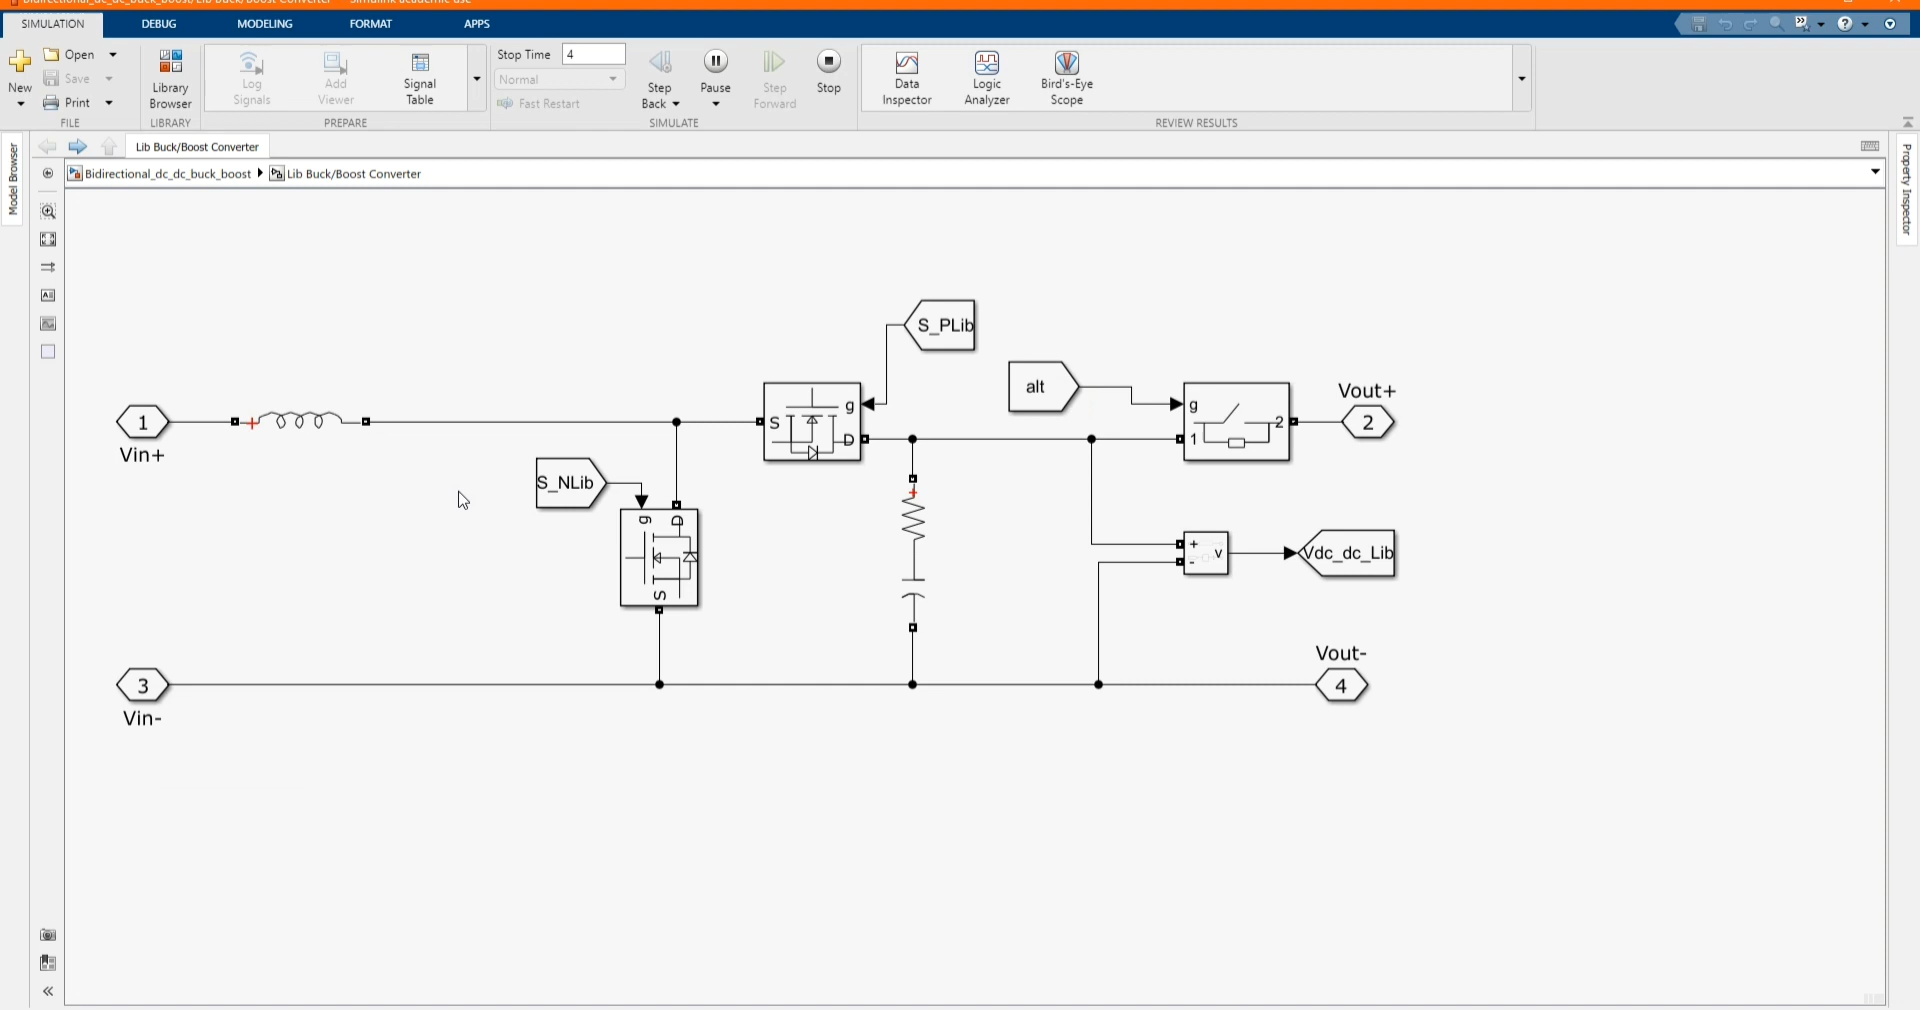 SIMULATION DEBUG MODELING FORMAT APPS
New
Open
Save
Print
FILE
Library
Browser
LIBRARY
Log
Signals
Add
Viewer
Signal
Table
PREPARE
Stop Time 4
Normal
Fast Restart
Step
Back
Pause
Step
Forward
Stop
SIMULATE
Data
Inspector
Logic
Analyzer
Bird's-Eye
Scope
REVIEW RESULTS
Model Browser
Property Inspector
Lib Buck/Boost Converter
Bidirectional_dc_dc_buck_boost Lib Buck/Boost Converter
S_PLib
alt
Vout+
1
Vin+
S g D
g 1 2
2
S_NLib
g D S
+ - v
Vdc_dc_Lib
Vout-
3
Vin-
4